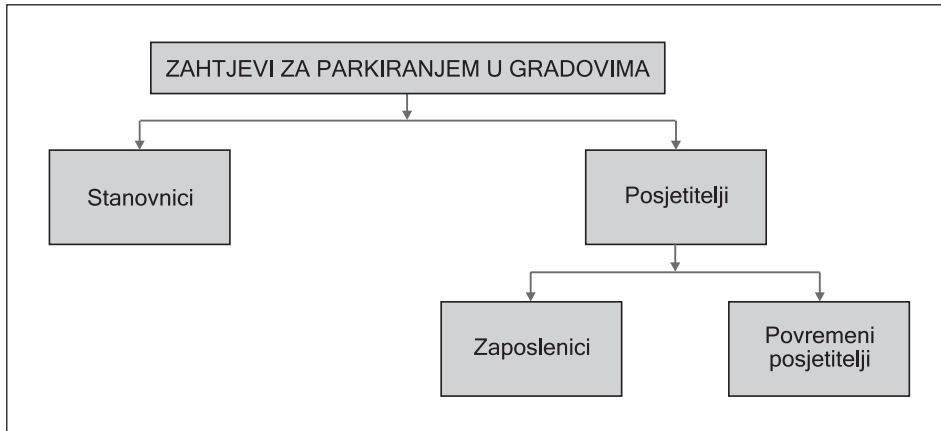 ZAHTJEVI ZA PARKIRANJEM U GRADOVIMA
Stanovnici
Posjetitelji
Zaposlenici
Povremeni
posjetitelji